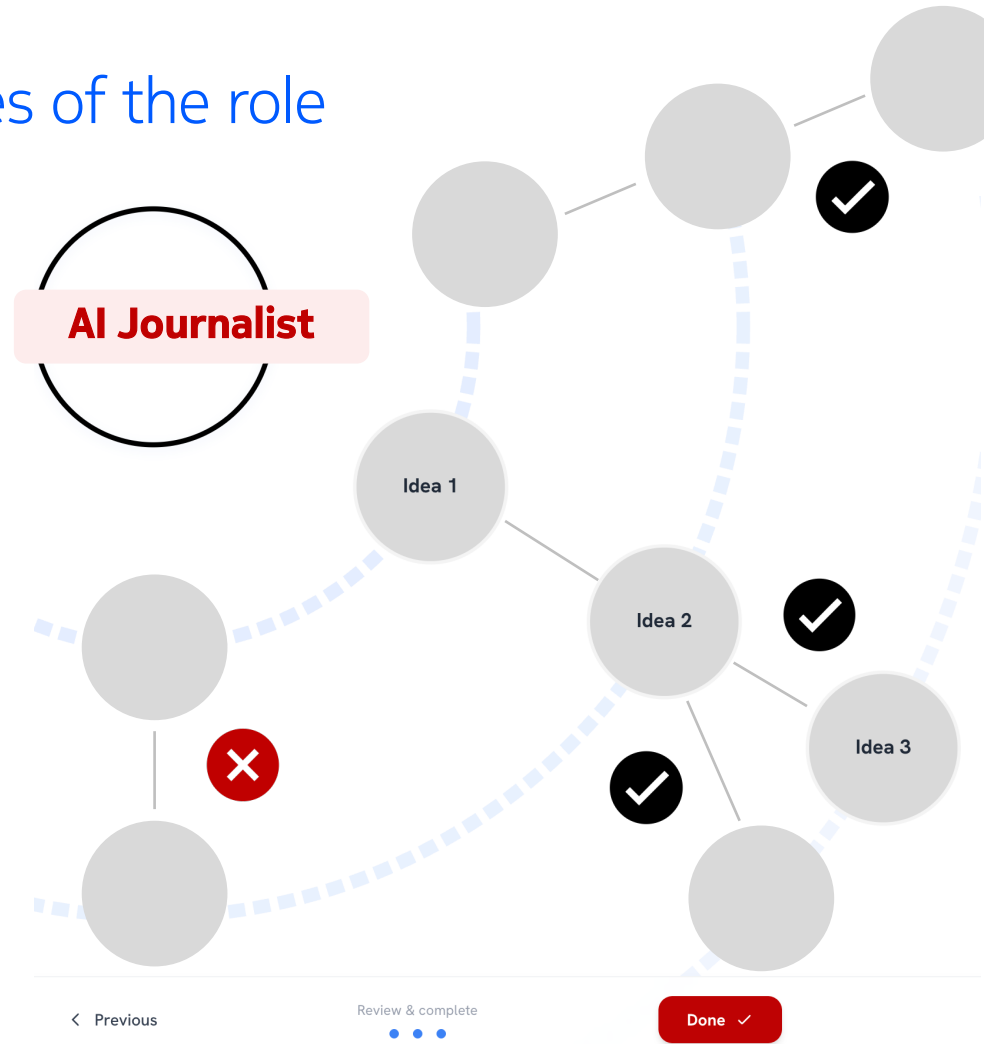 es of the role
AI Journalist
Idea 1
Idea 2
Idea 3
Previous
Review & complete
Done